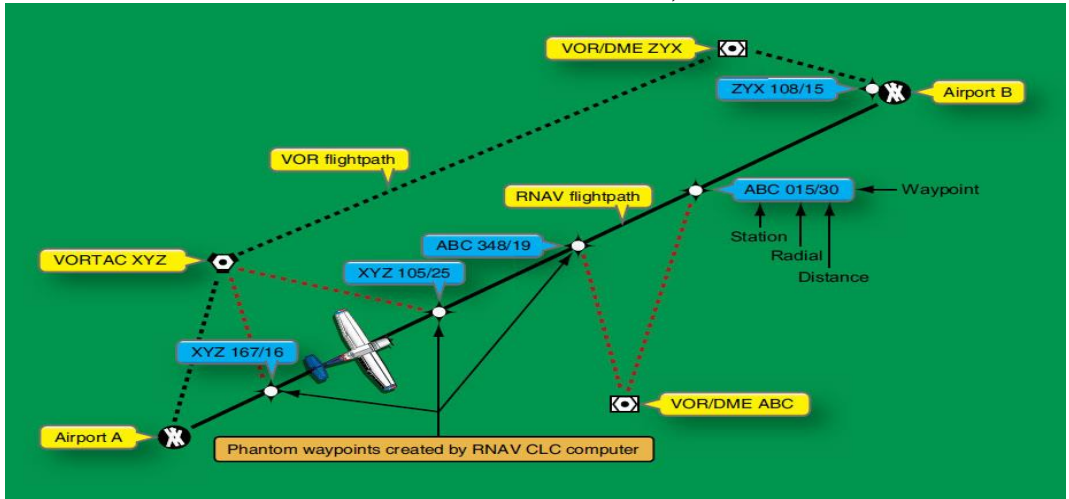 VOR/DME ZYX
ZYX 108/15
Airport B
VOR flightpath
RNAV flightpath
ABC 015/30
Waypoint
Station
Radial
Distance
ABC 348/19
VORTAC XYZ
XYZ 105/25
XYZ 167/16
VOR/DME ABC
Airport A
Phantom waypoints created by RNAV CLC computer